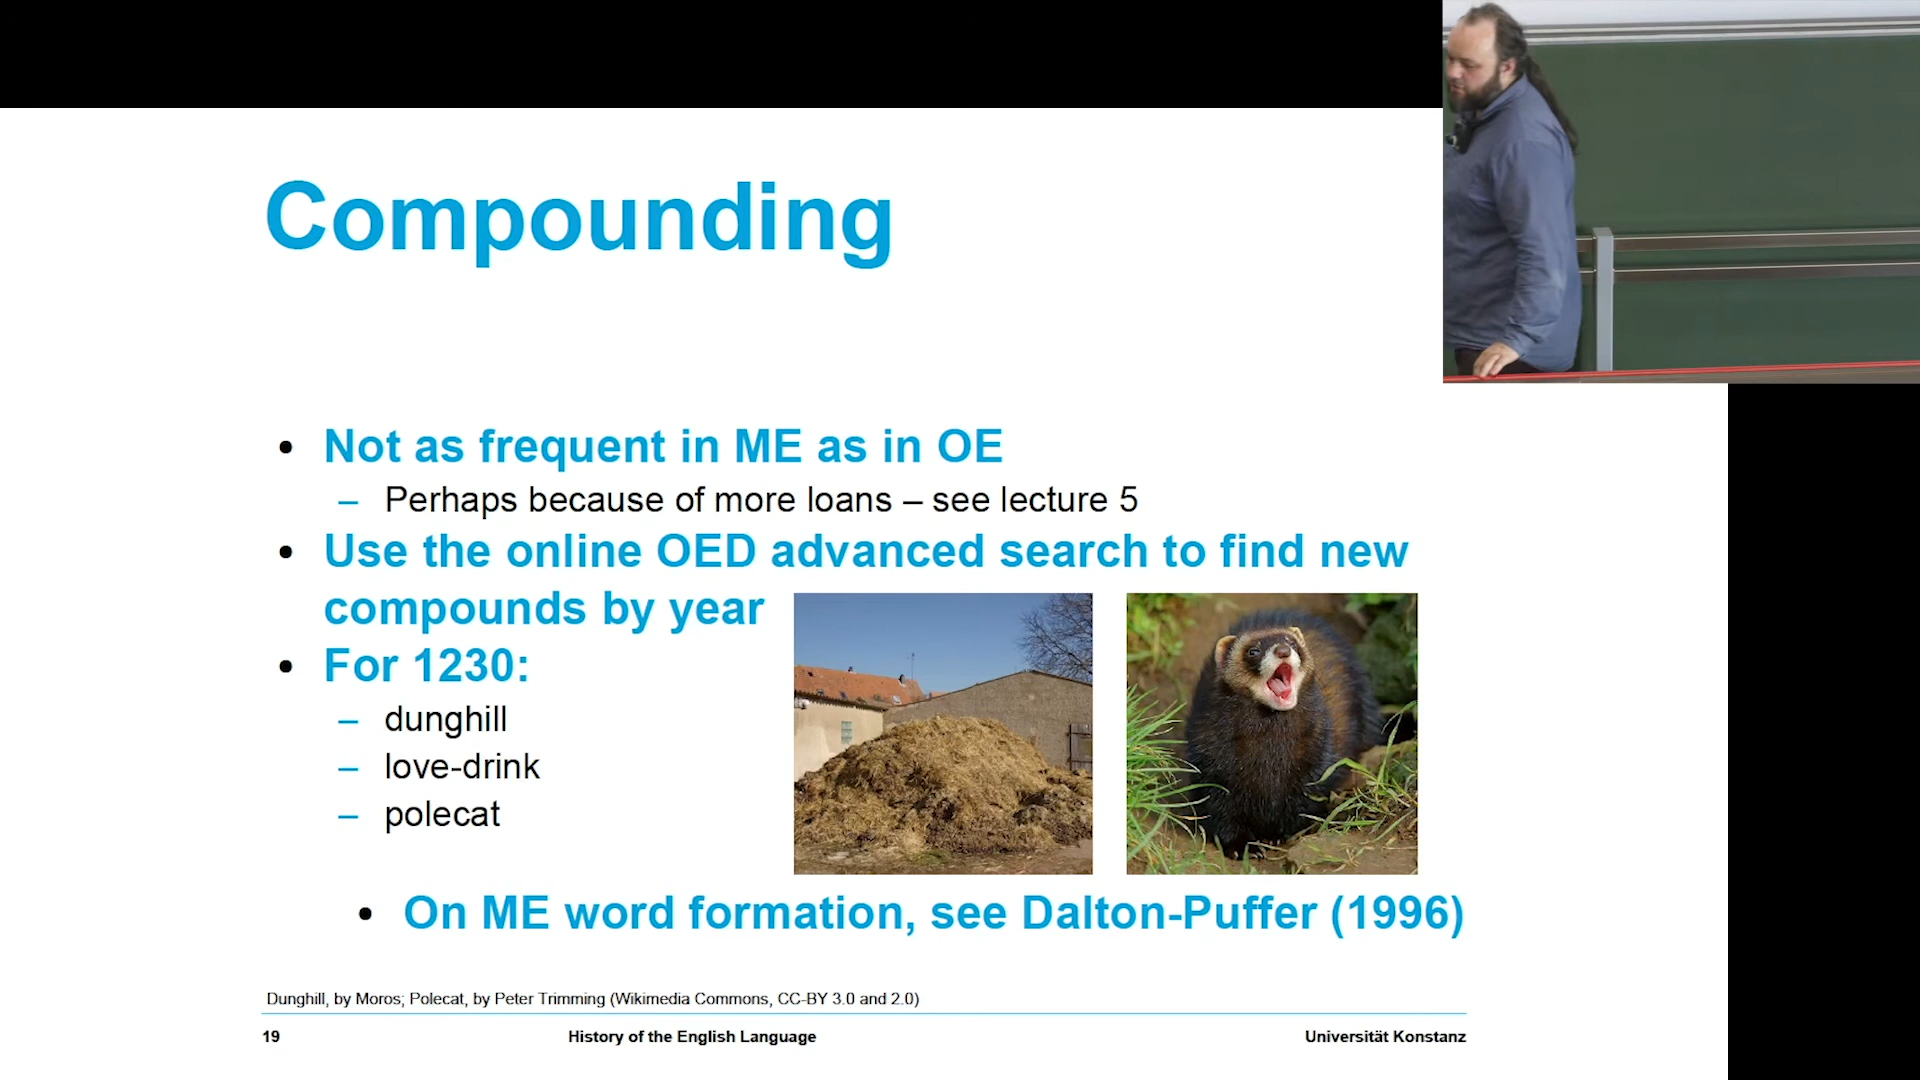 Compounding
• Not as frequent in ME as in OE
– Perhaps because of more loans – see lecture 5
• Use the online OED advanced search to find new
compounds by year
• For 1230:
– dunghill
– love-drink
– polecat
• On ME word formation, see Dalton-Puffer (1996)
Dunghill, by Moros; Polecat, by Peter Trimming (Wikimedia Commons, CC-BY 3.0 and 2.0)
19 History of the English Language Universität Konstanz